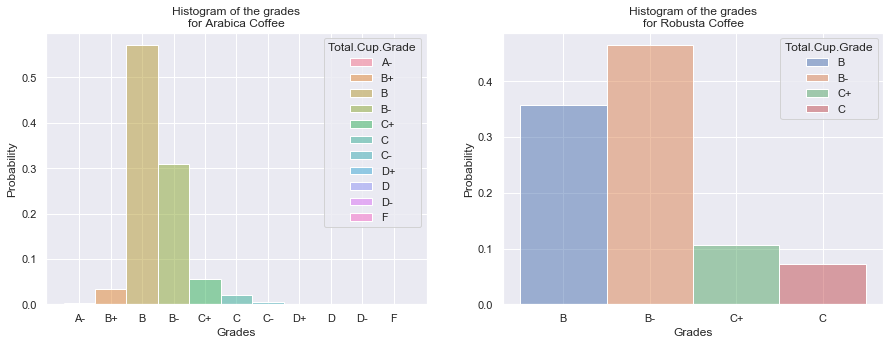 Histogram of the grades
for Arabica Coffee
Total.Cup.Grade
A-
B+
B
B-
C+
C
C-
D+
D
D-
F
Probability
0.5
0.4
0.3
0.2
0.1
0.0
A- B+ B B- C+ C C- D+ D D- F
Grades
Histogram of the grades
for Robusta Coffee
Total.Cup.Grade
B
B-
C+
C
Probability
0.4
0.3
0.2
0.1
0.0
B B- C+ C
Grades